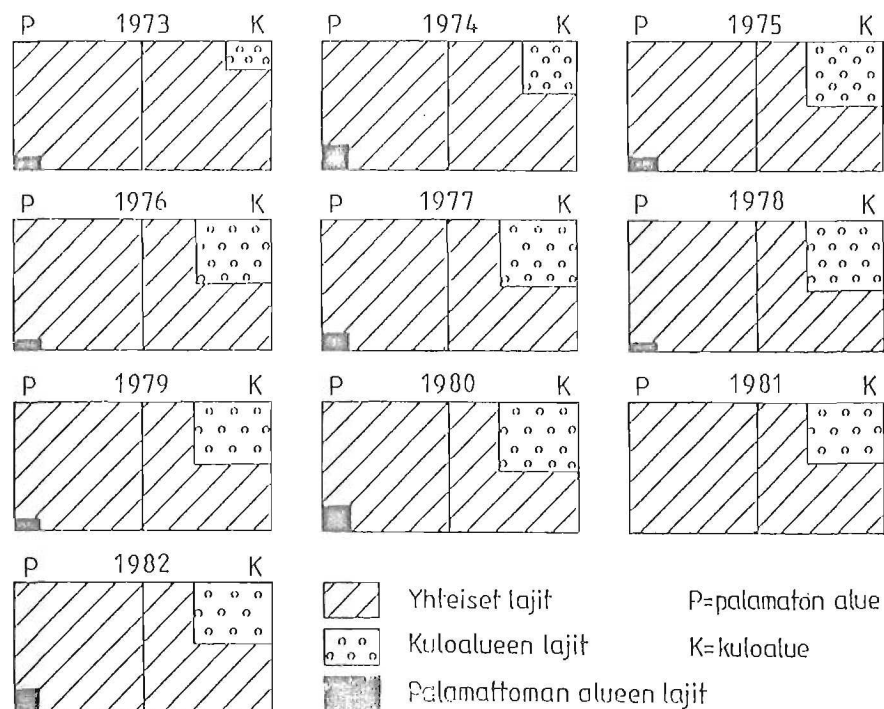 P 1973 K
P 1974 K
P 1975 K
P 1976 K
P 1977 K
P 1978 K
P 1979 K
P 1980 K
P 1981 K
P 1982 K
Yhteiset lajit
Kuloalueen lajit
Palamattoman alueen lajit
P=palamaton alue
K=kuloalue